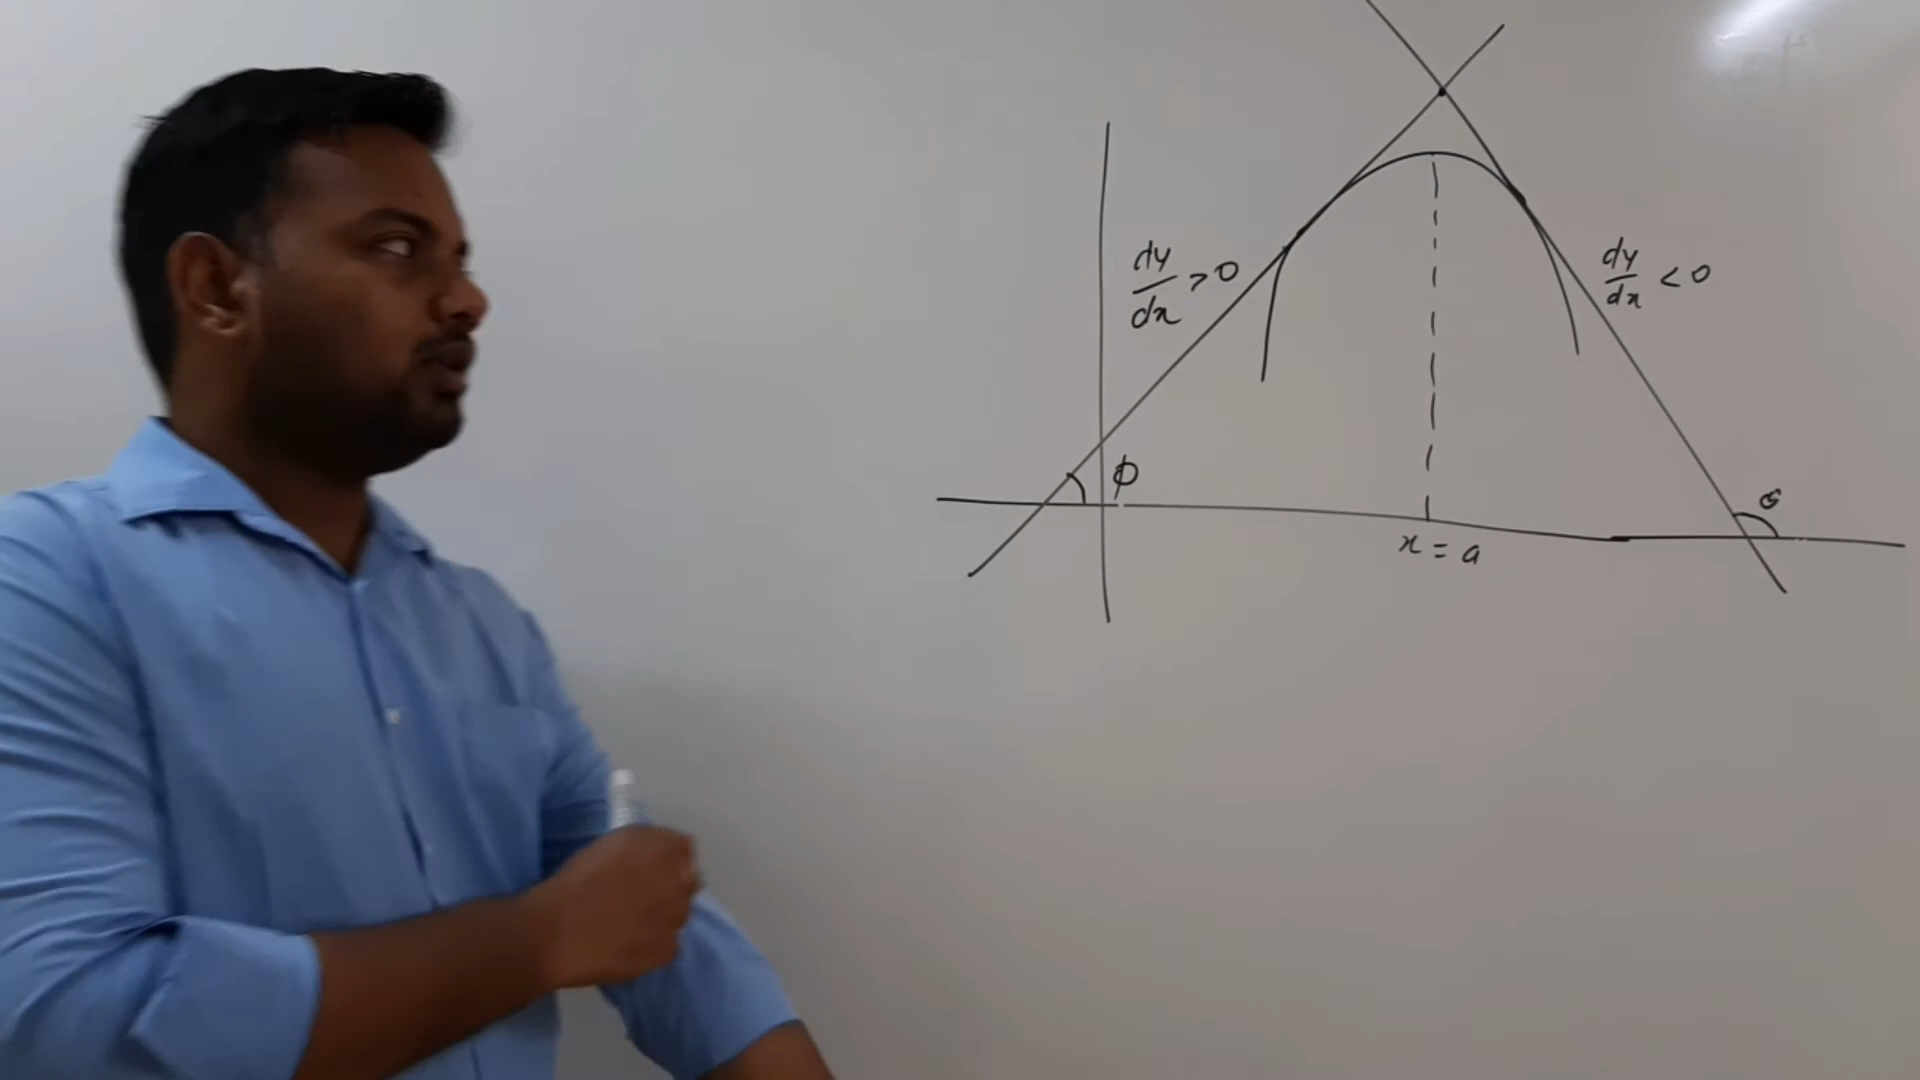 dy/dx > 0
dy/dx < 0
ϕ
θ
x = a